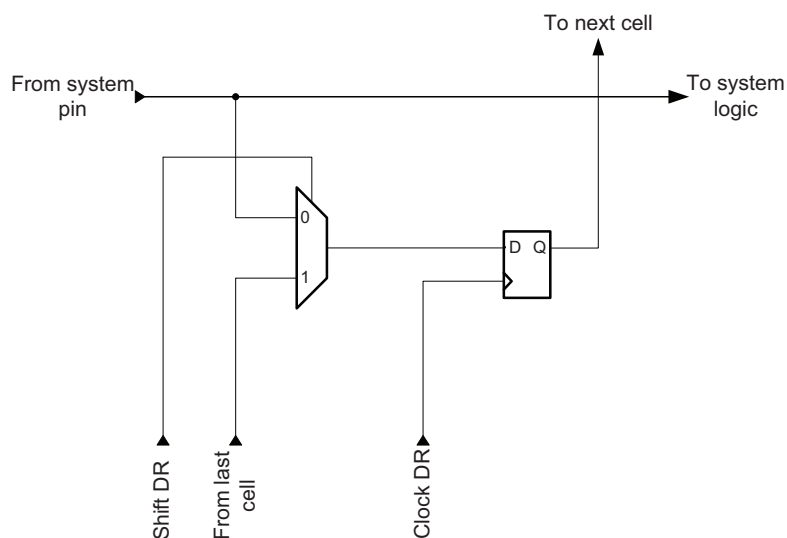 To next cell
From system
pin
To system
logic
0
D Q
1
Shift DR
From last
cell
Clock DR